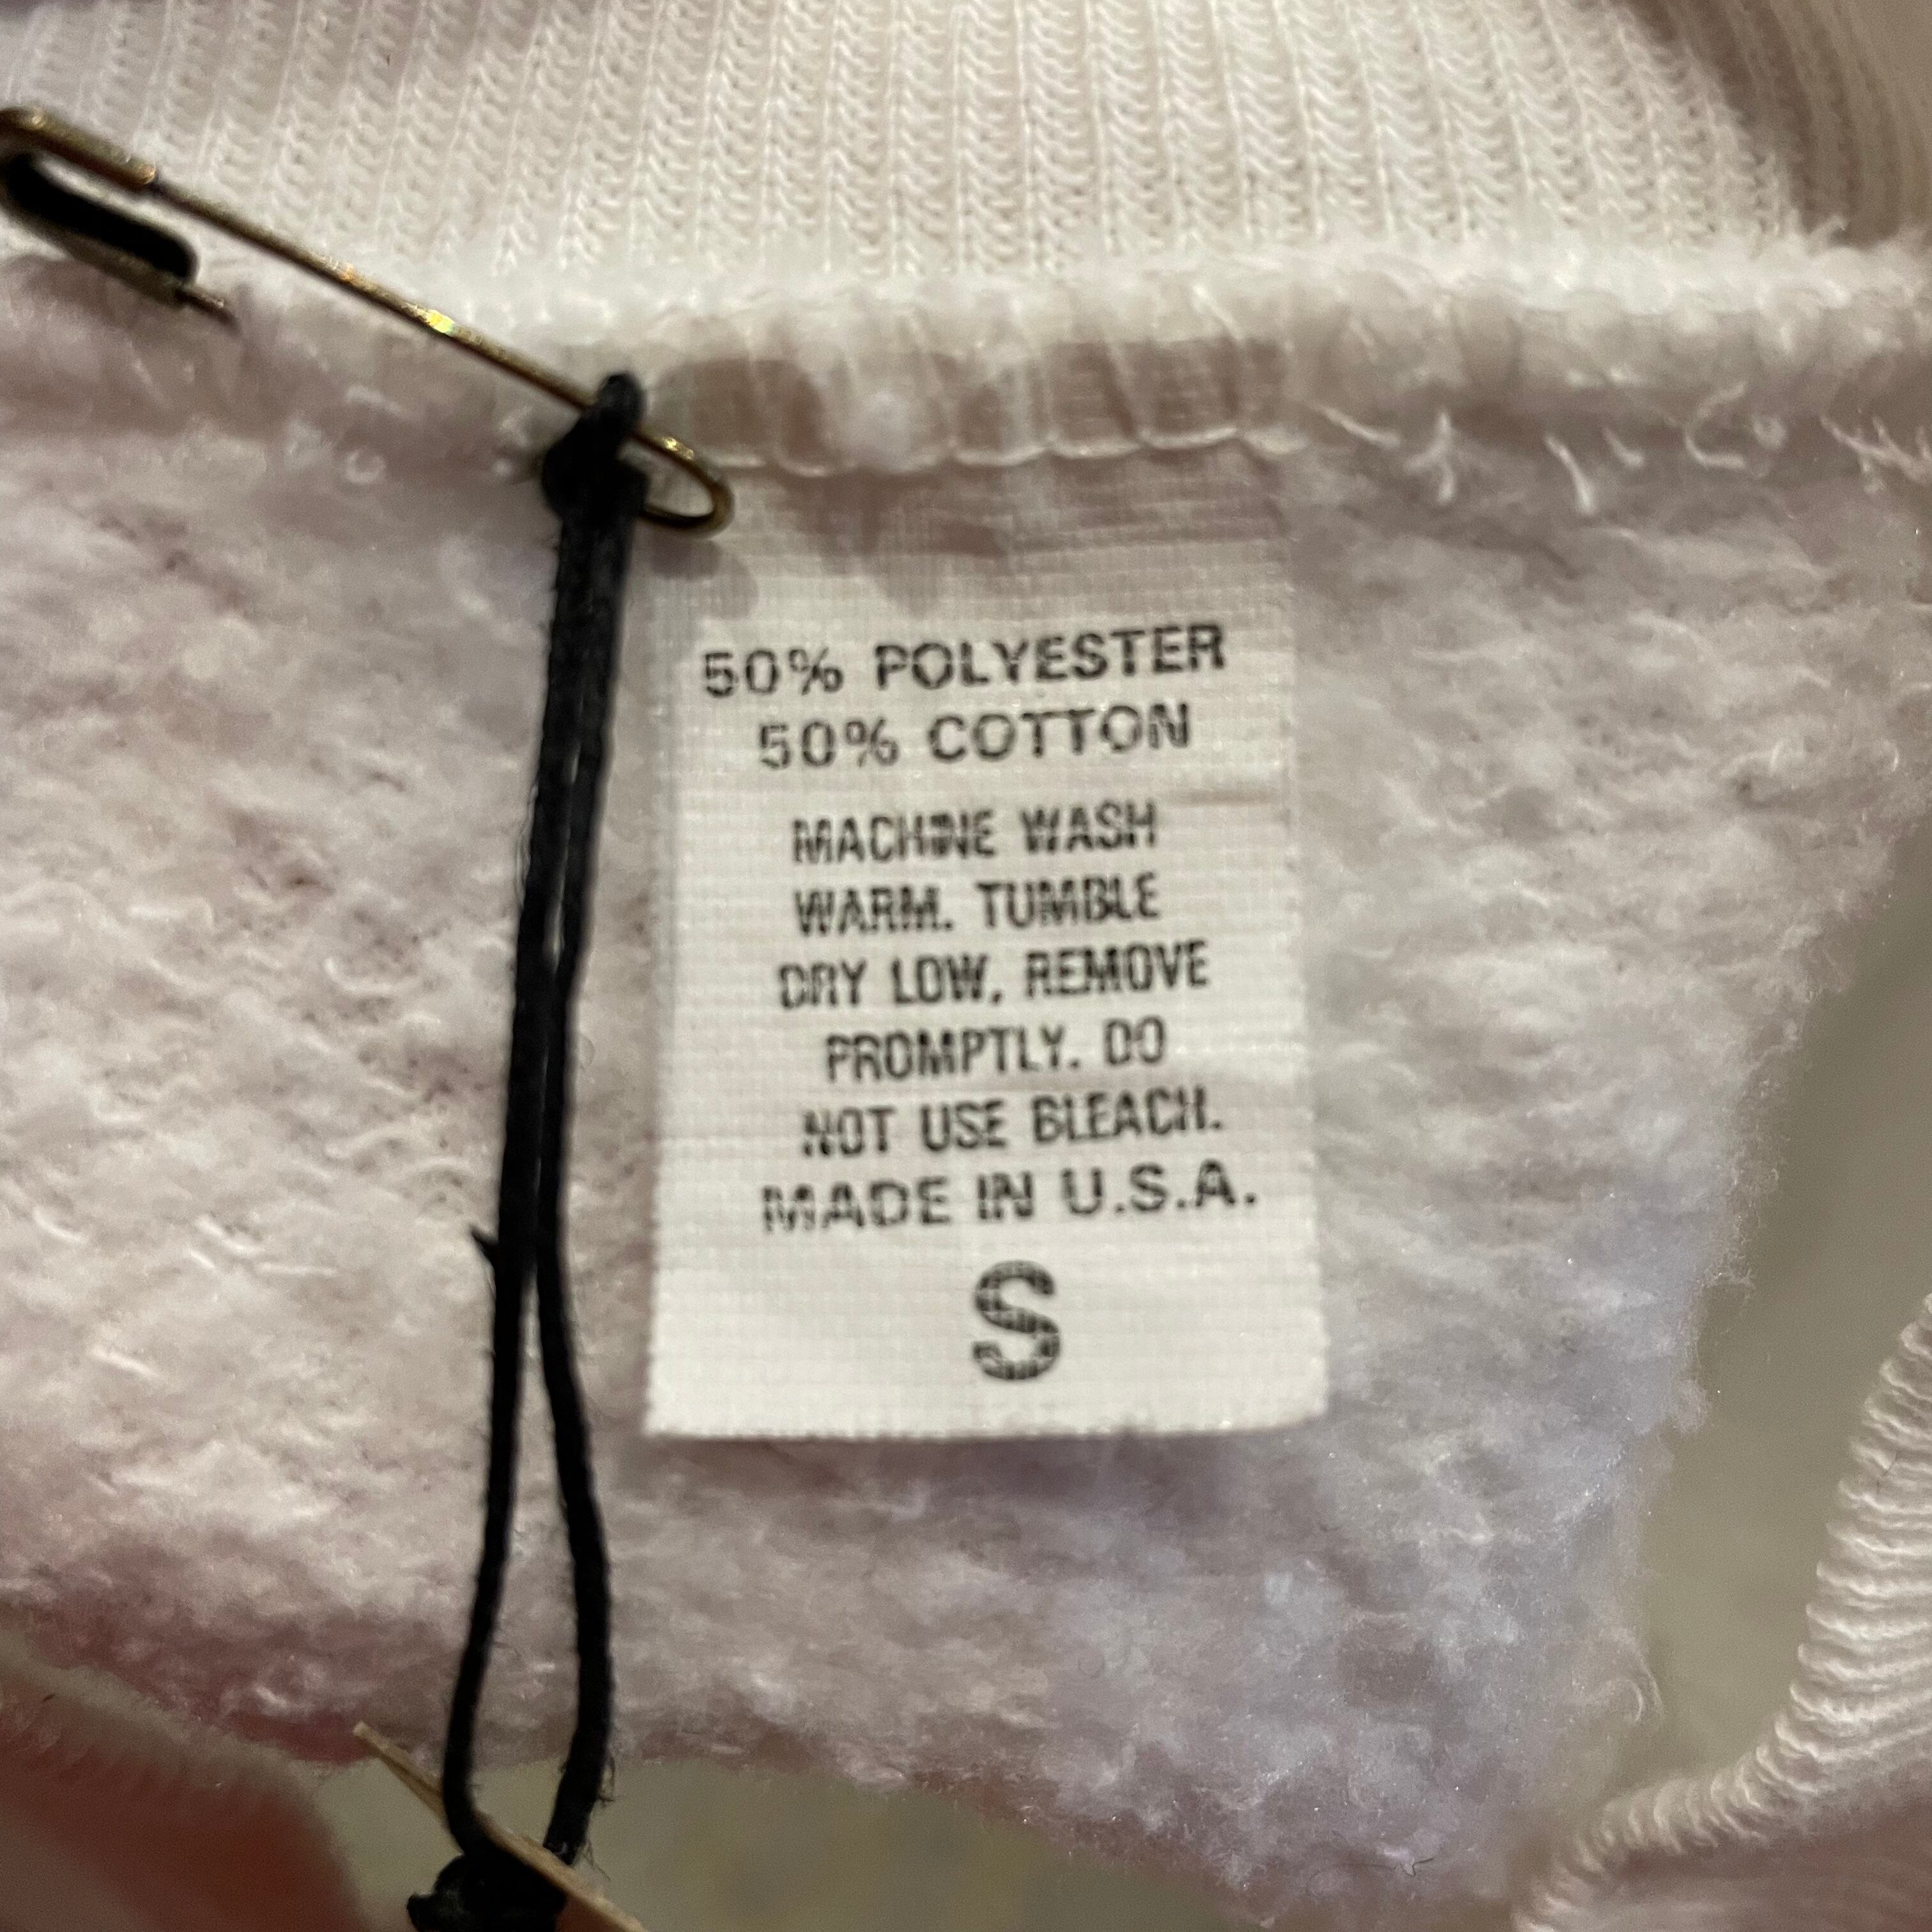 50% POLYESTER
50% COTTON
MACHINE WASH
WARM. TUMBLE
DRY LOW, REMOVE
PROMPTLY. DO
NOT USE BLEACH.
MADE IN U.S.A.
S